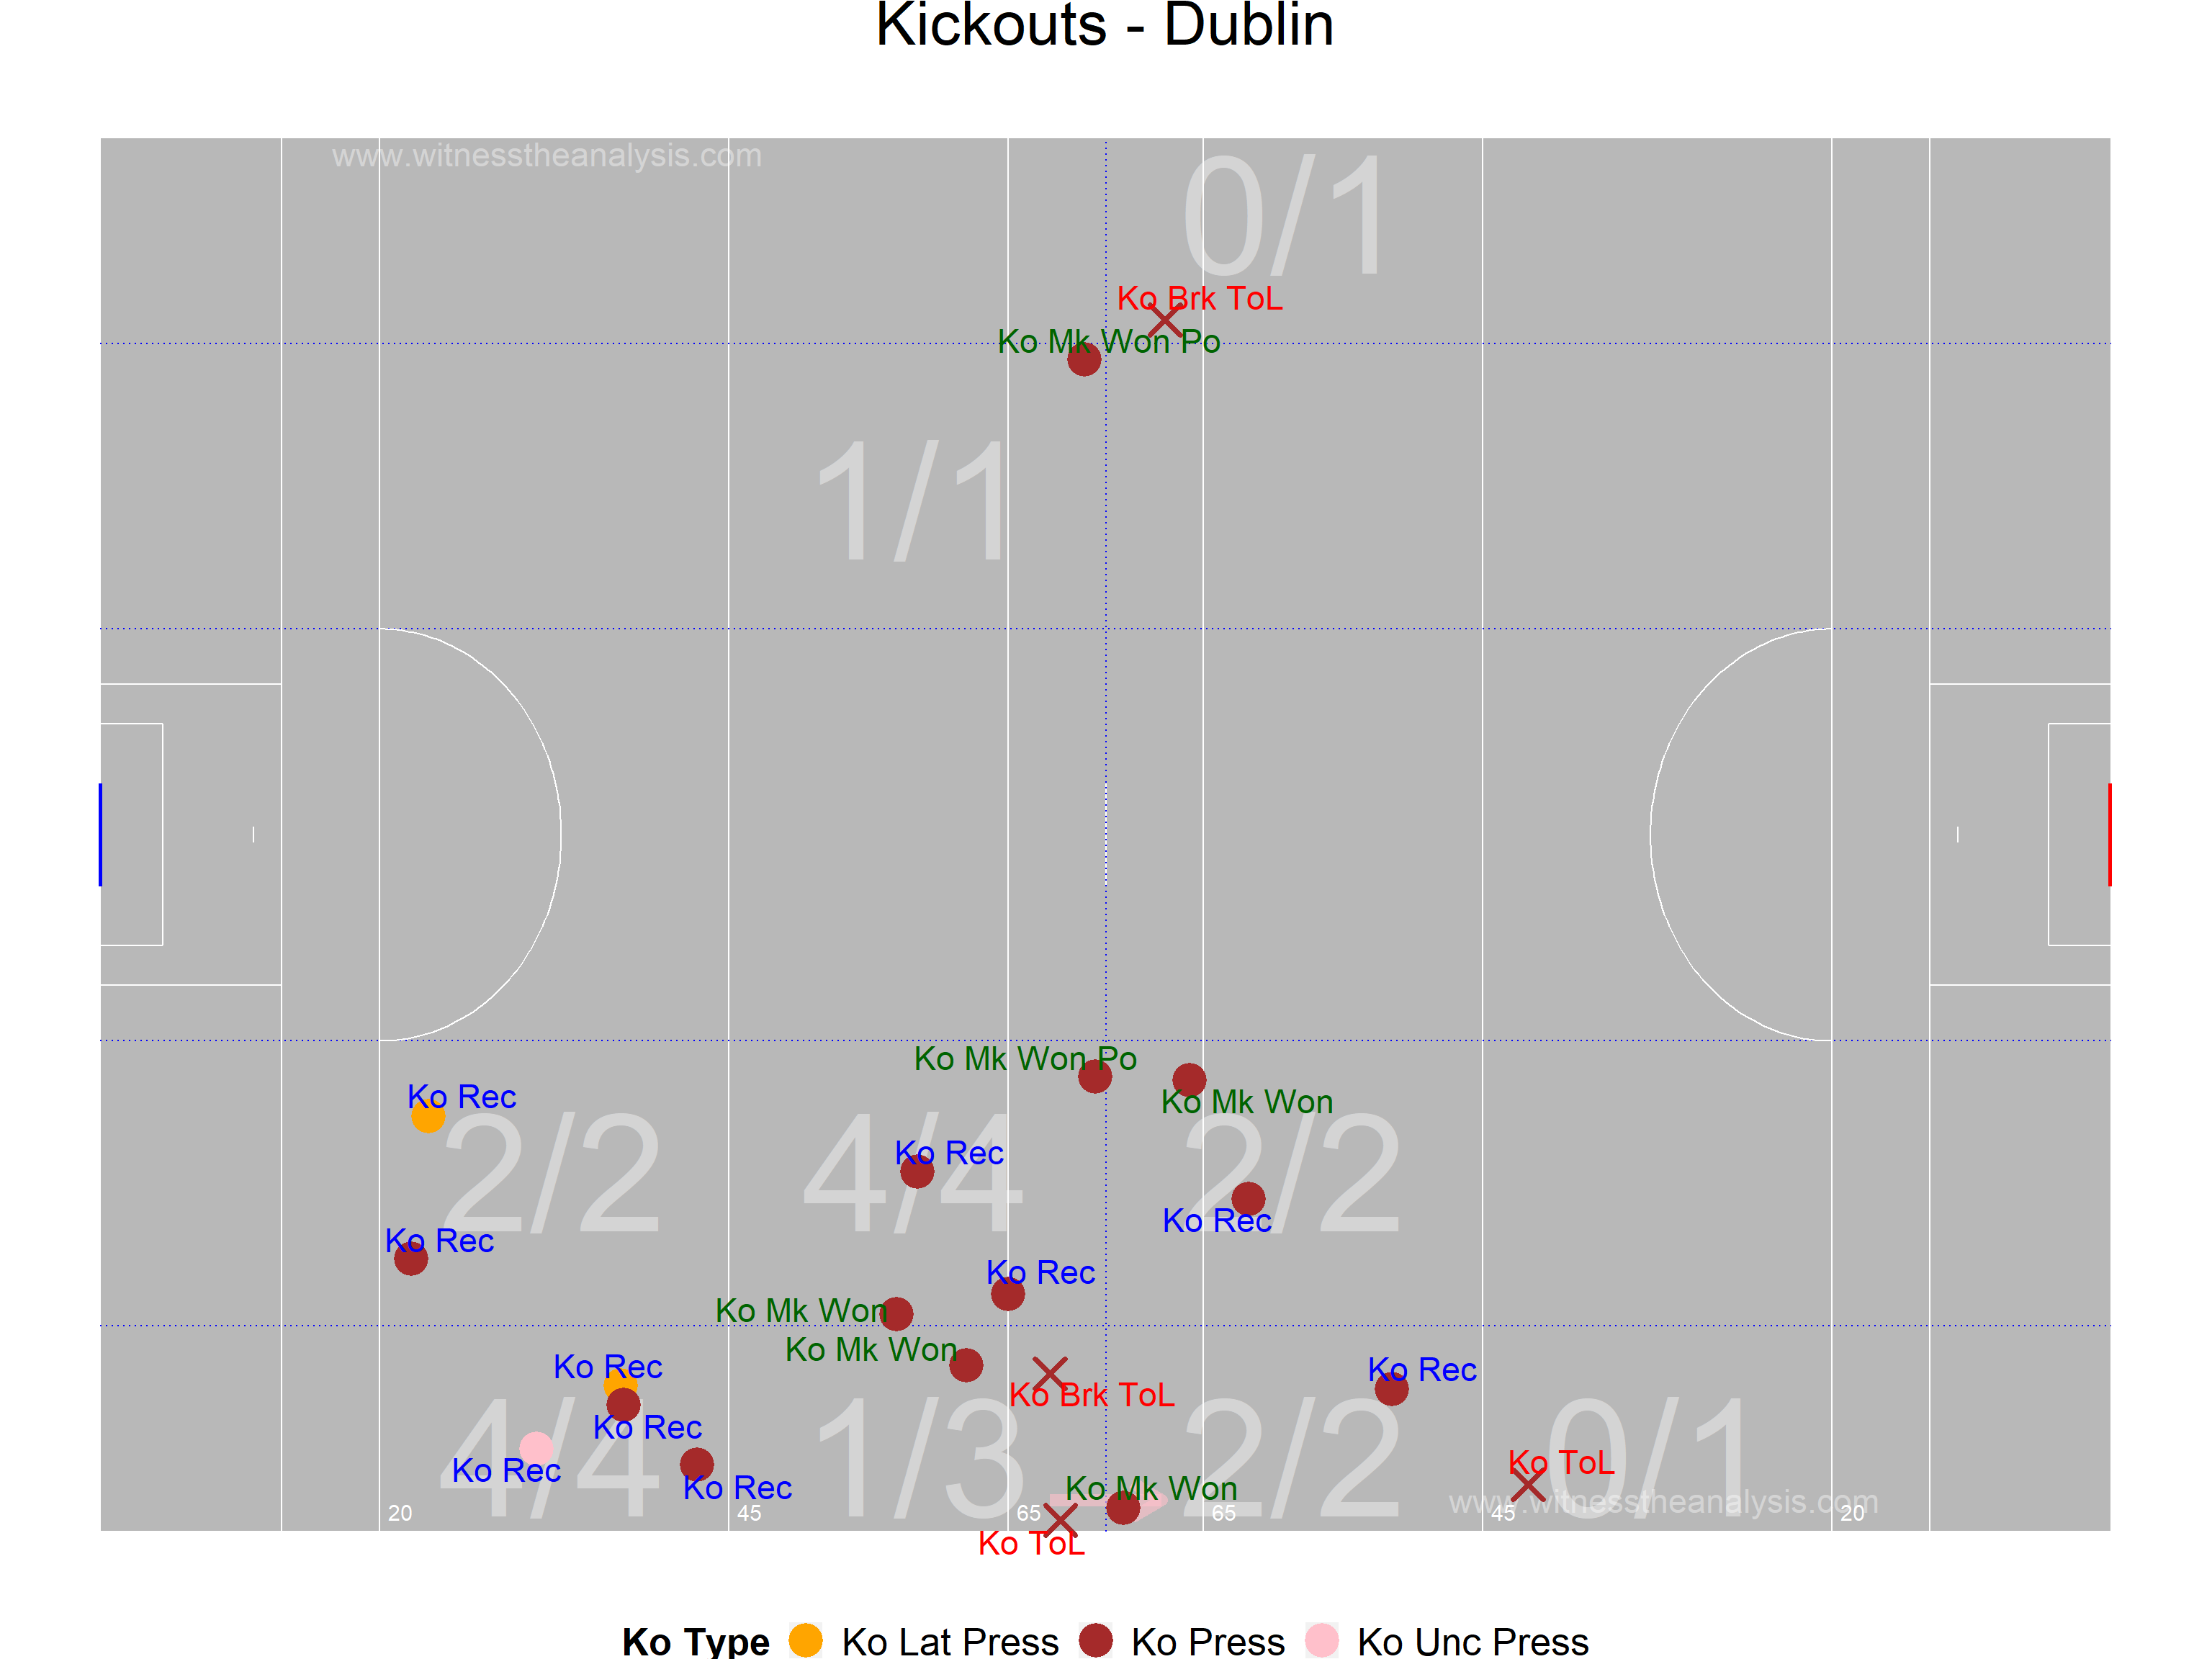 Kickouts - Dublin
www.witnesstheanalysis.com
0/1
Ko Brk ToL
Ko Mk Won Po
1/1
Ko Mk Won Po
Ko Rec
Ko Mk Won
2/2
4/4
2/2
Ko Rec
Ko Rec
Ko Rec
Ko Rec
Ko Mk Won
Ko Mk Won
Ko Rec
Ko Rec
Ko Brk ToL
Ko Rec
4/4
1/3
2/2
0/1
Ko Rec
Ko ToL
Ko Rec
Ko Mk Won
www.witnesstheanalysis.com
20
45
65
65
45
20
Ko ToL
Ko Type Ko Lat Press Ko Press Ko Unc Press